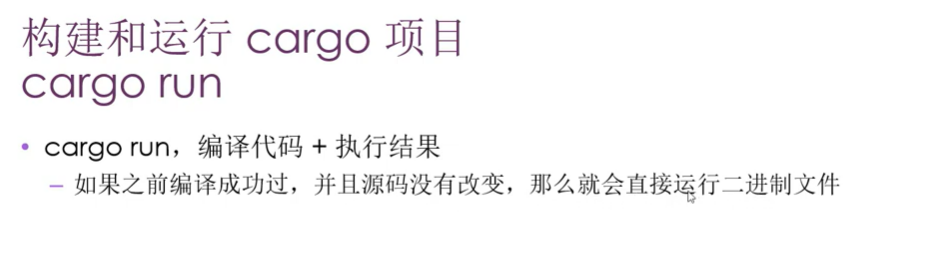 构建和运行 cargo 项目
cargo run
• cargo run，编译代码 + 执行结果
– 如果之前编译成功过，并且源码没有改变，那么就会直接运行二进制文件